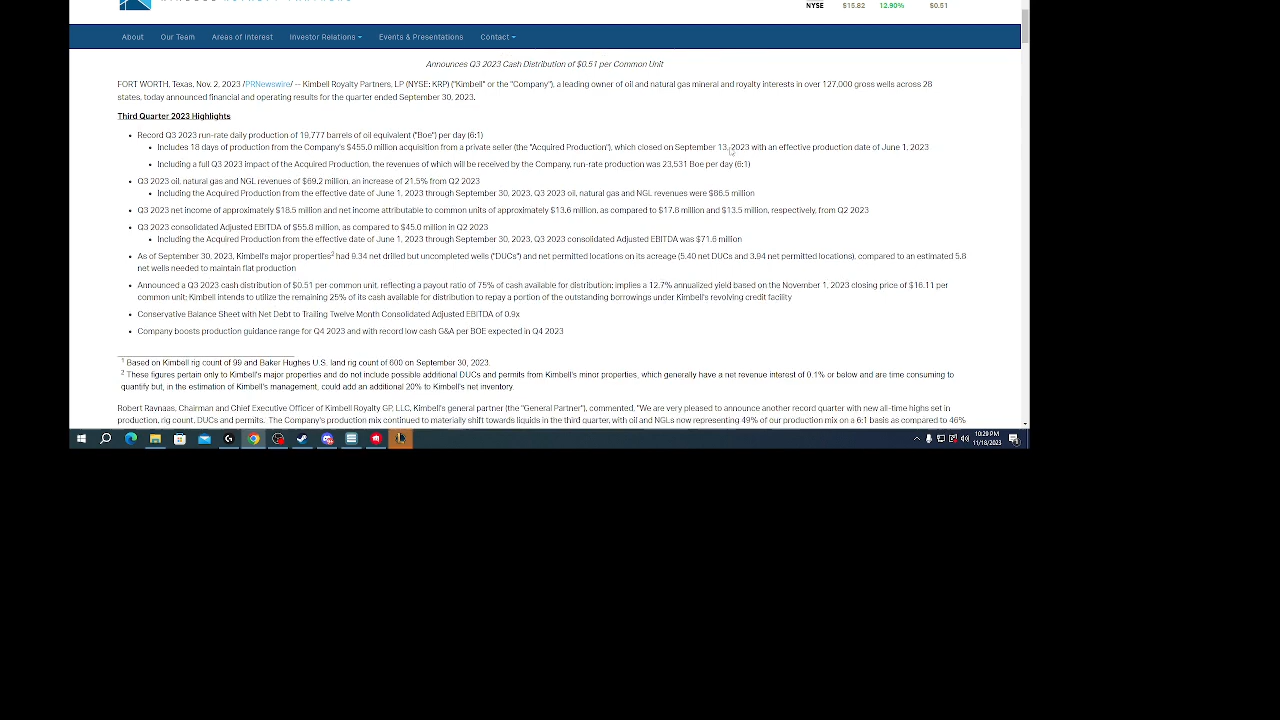 NYSE $15.82 12.90% $0.51
About Our Team Areas of Interest Investor Relations Events & Presentations Contact
Announces Q3 2023 Cash Distribution of $0.51 per Common Unit
FORT WORTH, Texas, Nov. 2, 2023 /PRNewswire/ -- Kimbell Royalty Partners, LP (NYSE: KRP) ("Kimbell" or the "Company"), a leading owner of oil and natural gas mineral and royalty interests in over 127,000 gross wells across 28
states, today announced financial and operating results for the quarter ended September 30, 2023.
Third Quarter 2023 Highlights
• Record Q3 2023 run-rate daily production of 19,777 barrels of oil equivalent ("Boe") per day (6:1)
• Includes 18 days of production from the Company's $455.0 million acquisition from a private seller (the "Acquired Production"), which closed on September 13, 2023 with an effective production date of June 1, 2023
• Including a full Q3 2023 impact of the Acquired Production, the revenues of which will be received by the Company, run-rate production was 23,531 Boe per day (6:1)
• Q3 2023 oil, natural gas and NGL revenues of $69.2 million, an increase of 21.5% from Q2 2023
• Including the Acquired Production from the effective date of June 1, 2023 through September 30, 2023, Q3 2023 oil, natural gas and NGL revenues were $86.5 million
• Q3 2023 net income of approximately $18.5 million and net income attributable to common units of approximately $13.6 million, as compared to $17.8 million and $13.5 million, respectively, from Q2 2023
• Q3 2023 consolidated Adjusted EBITDA of $55.8 million, as compared to $45.0 million in Q2 2023
• Including the Acquired Production from the effective date of June 1, 2023 through September 30, 2023, Q3 2023 consolidated Adjusted EBITDA was $71.6 million
• As of September 30, 2023, Kimbell's major properties2 had 9.34 net drilled but uncompleted wells ("DUCs") and net permitted locations on its acreage (5.40 net DUCs and 3.94 net permitted locations), compared to an estimated 5.8
net wells needed to maintain flat production
• Announced a Q3 2023 cash distribution of $0.51 per common unit, reflecting a payout ratio of 75% of cash available for distribution; implies a 12.7% annualized yield based on the November 1, 2023 closing price of $16.11 per
common unit; Kimbell intends to utilize the remaining 25% of its cash available for distribution to repay a portion of the outstanding borrowings under Kimbell's revolving credit facility
• Conservative Balance Sheet with Net Debt to Trailing Twelve Month Consolidated Adjusted EBITDA of 0.9x
• Company boosts production guidance range for Q4 2023 and with record low cash G&A per BOE expected in Q4 2023
1 Based on Kimbell rig count of 99 and Baker Hughes U.S. land rig count of 600 on September 30, 2023.
2 These figures pertain only to Kimbell's major properties and do not include possible additional DUCs and permits from Kimbell's minor properties, which generally have a net revenue interest of 0.1% or below and are time consuming to
quantify but, in the estimation of Kimbell's management, could add an additional 20% to Kimbell's net inventory.
Robert Ravnaas, Chairman and Chief Executive Officer of Kimbell Royalty GP, LLC, Kimbell's general partner (the "General Partner"), commented, "We are very pleased to announce another record quarter with new all-time highs set in
production, rig count, DUCs and permits. The Company's production mix continued to materially shift towards liquids in the third quarter, with oil and NGLs now representing 49% of our production mix on a 6:1 basis as compared to 46%
10:29 PM
11/18/2023